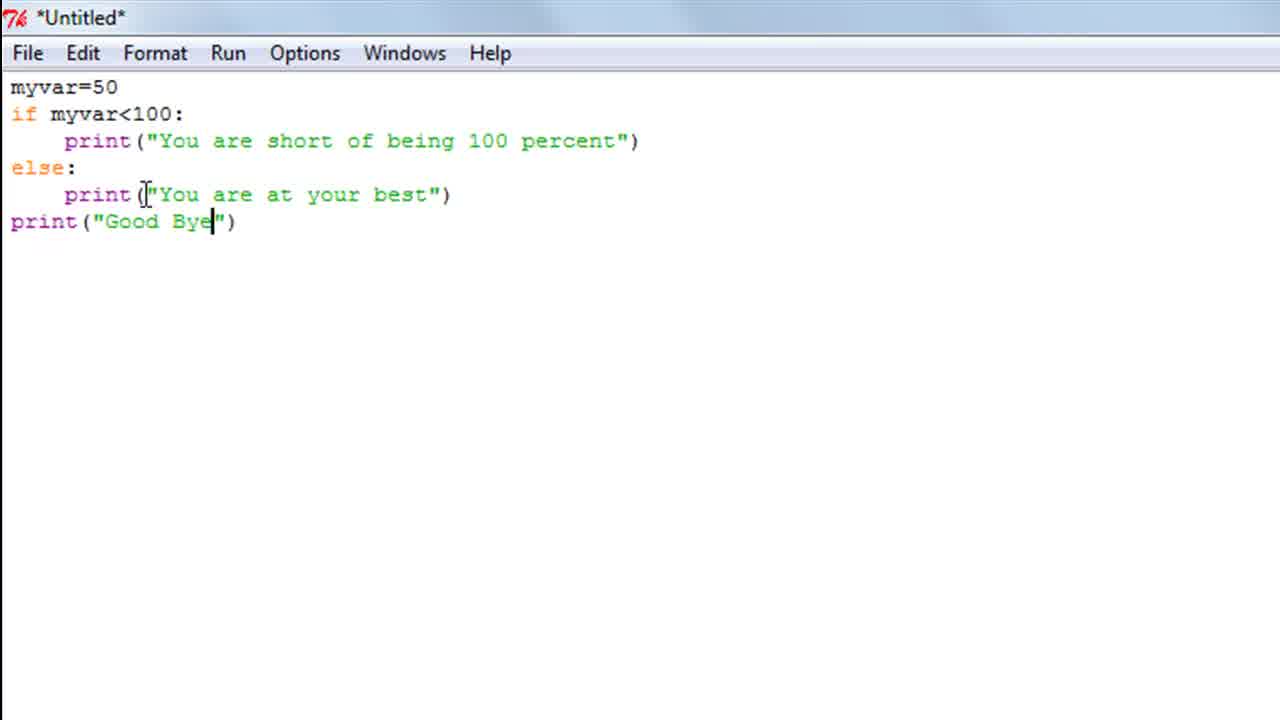 *Untitled*
File Edit Format Run Options Windows Help
myvar=50
if myvar<100:
    print("You are short of being 100 percent")
else:
    print("You are at your best")
print("Good Bye")